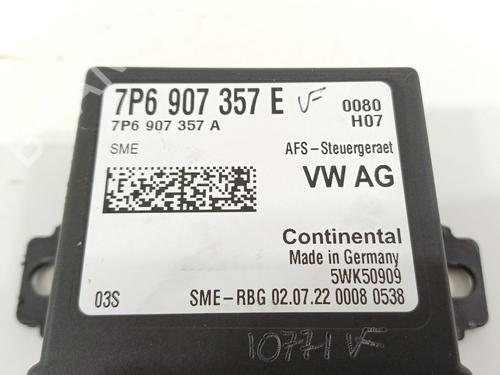 7P6 907 357 E VF 0080
7P6 907 357 A H07
SME AFS-Steuergeraet
VW AG
Continental
Made in Germany
5WK50909
03S SME-RBG 02.07.22 0008 0538
10771 VF